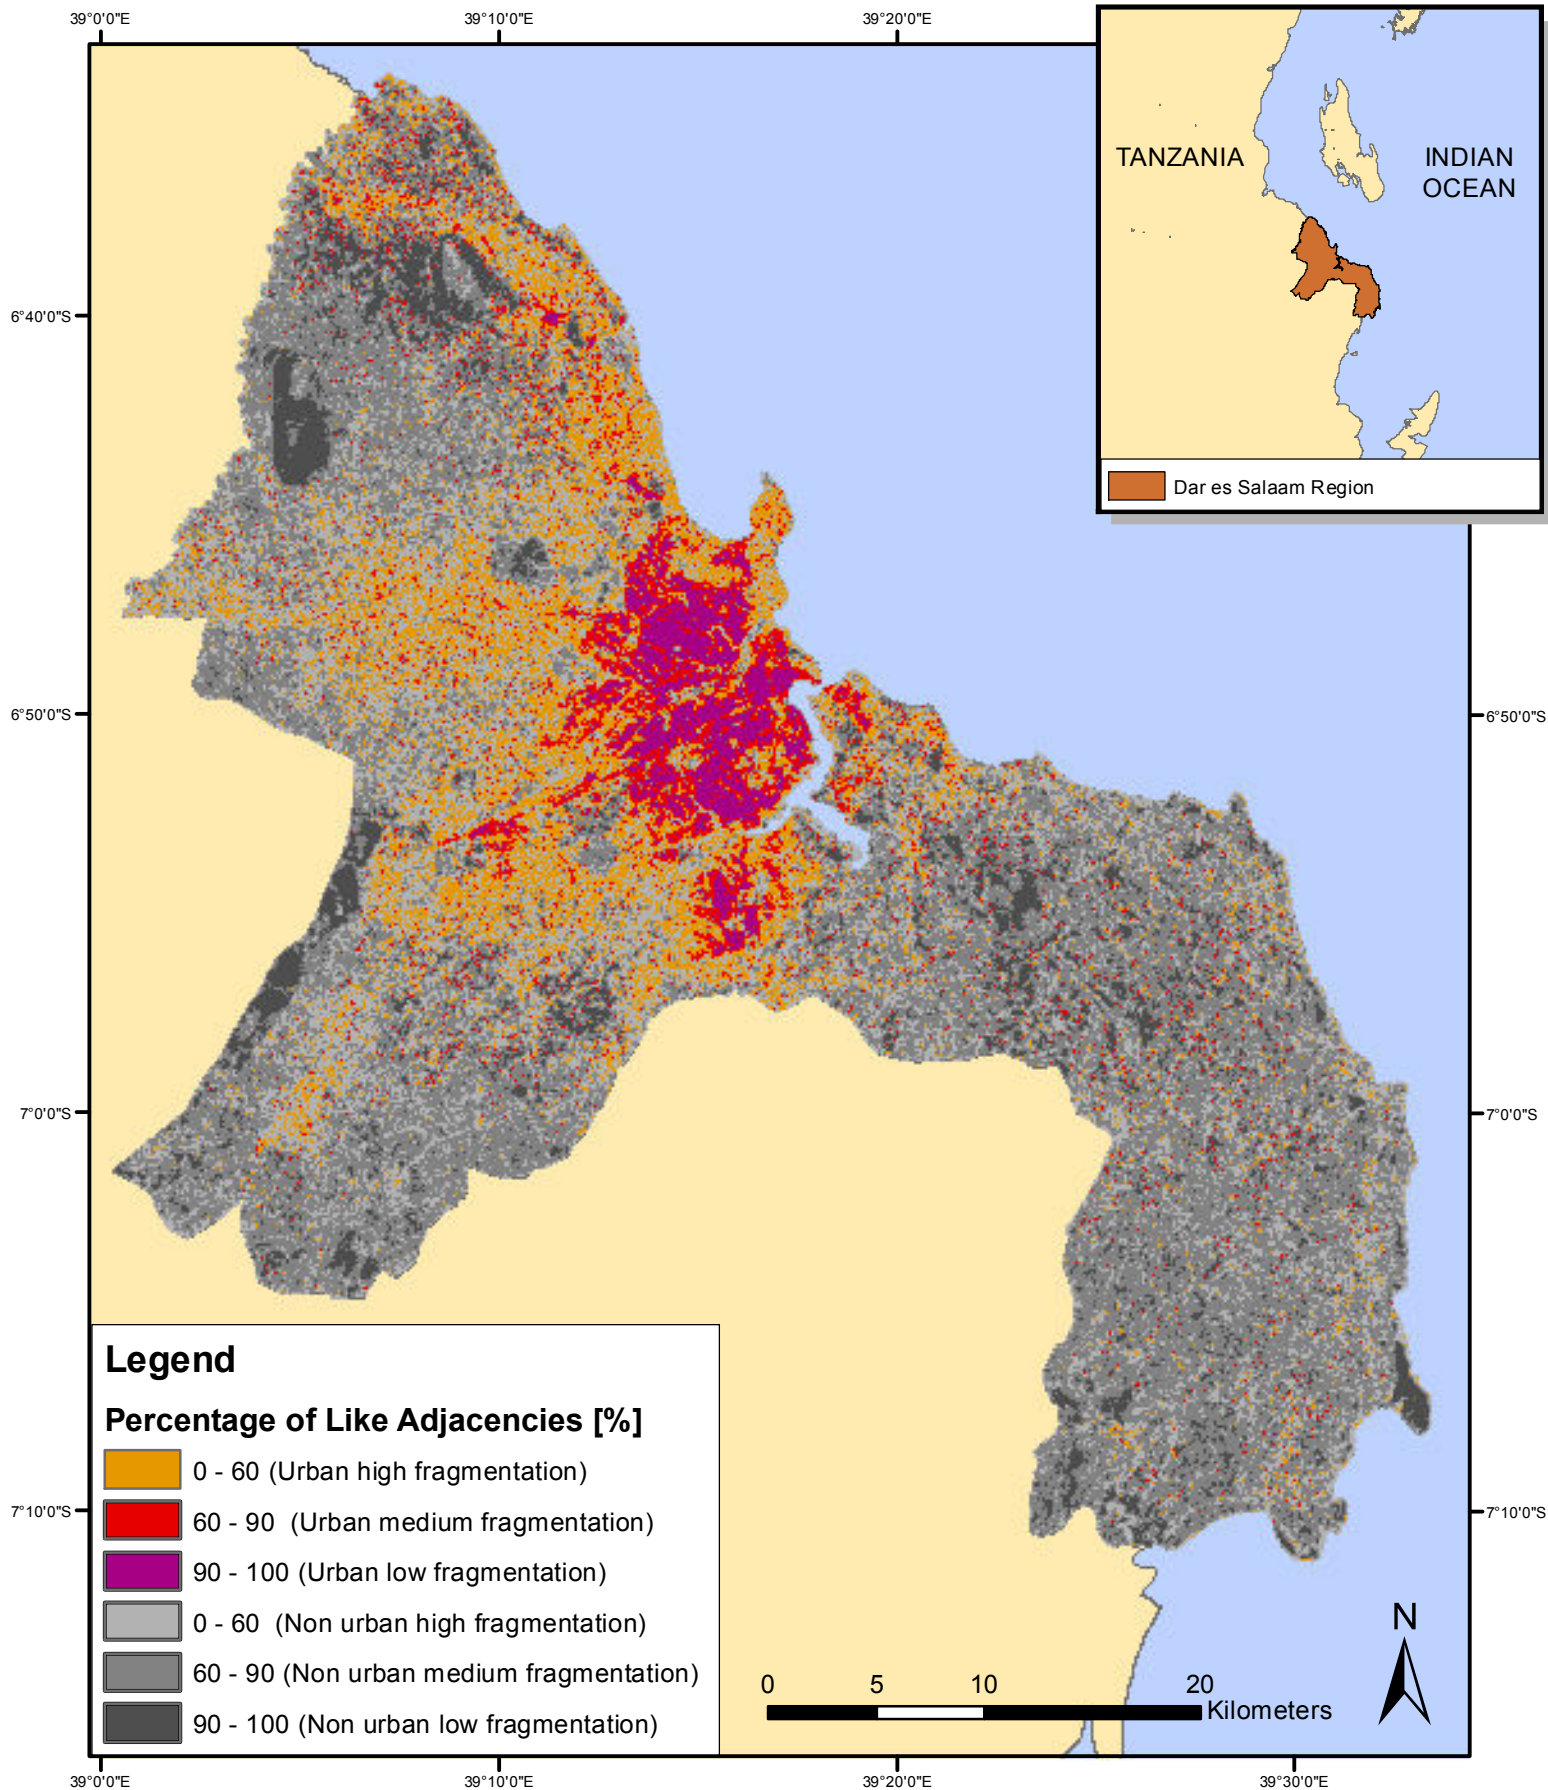 39°0'0"E
39°10'0"E
39°20'0"E
TANZANIA
INDIAN
OCEAN
Dar es Salaam Region
6°40'0"S
6°50'0"S
6°50'0"S
7°0'0"S
7°0'0"S
7°10'0"S
7°10'0"S
Legend
Percentage of Like Adjacencies [%]
0 - 60 (Urban high fragmentation)
60 - 90 (Urban medium fragmentation)
90 - 100 (Urban low fragmentation)
0 - 60 (Non urban high fragmentation)
60 - 90 (Non urban medium fragmentation)
90 - 100 (Non urban low fragmentation)
0 5 10 20
Kilometers
N
39°0'0"E
39°10'0"E
39°20'0"E
39°30'0"E